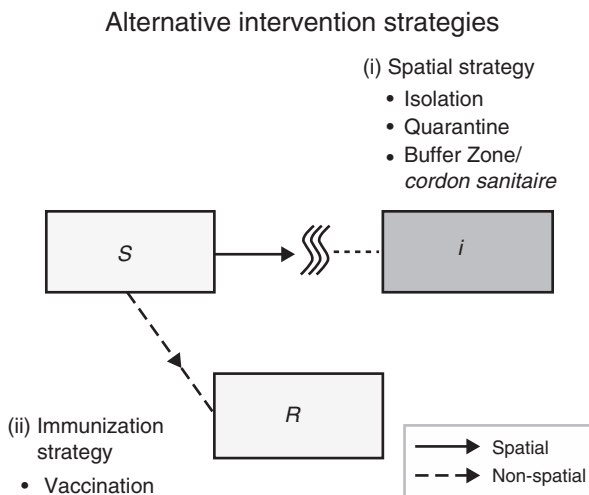 Alternative intervention strategies
(i) Spatial strategy
• Isolation
• Quarantine
• Buffer Zone/
cordon sanitaire
S
i
R
(ii) Immunization
strategy
• Vaccination
Spatial
Non-spatial